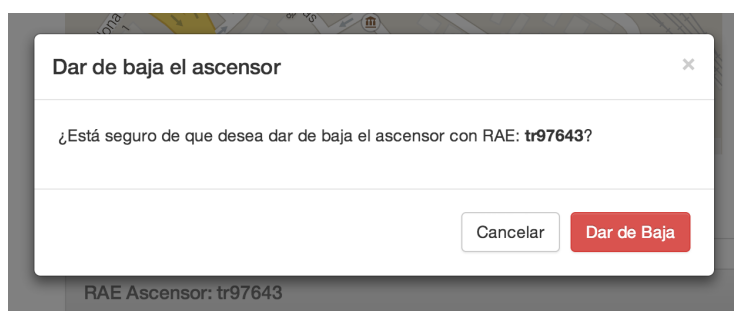 Dar de baja el ascensor
×
¿Está seguro de que desea dar de baja el ascensor con RAE: tr97643?
Cancelar
Dar de Baja
RAE Ascensor: tr97643